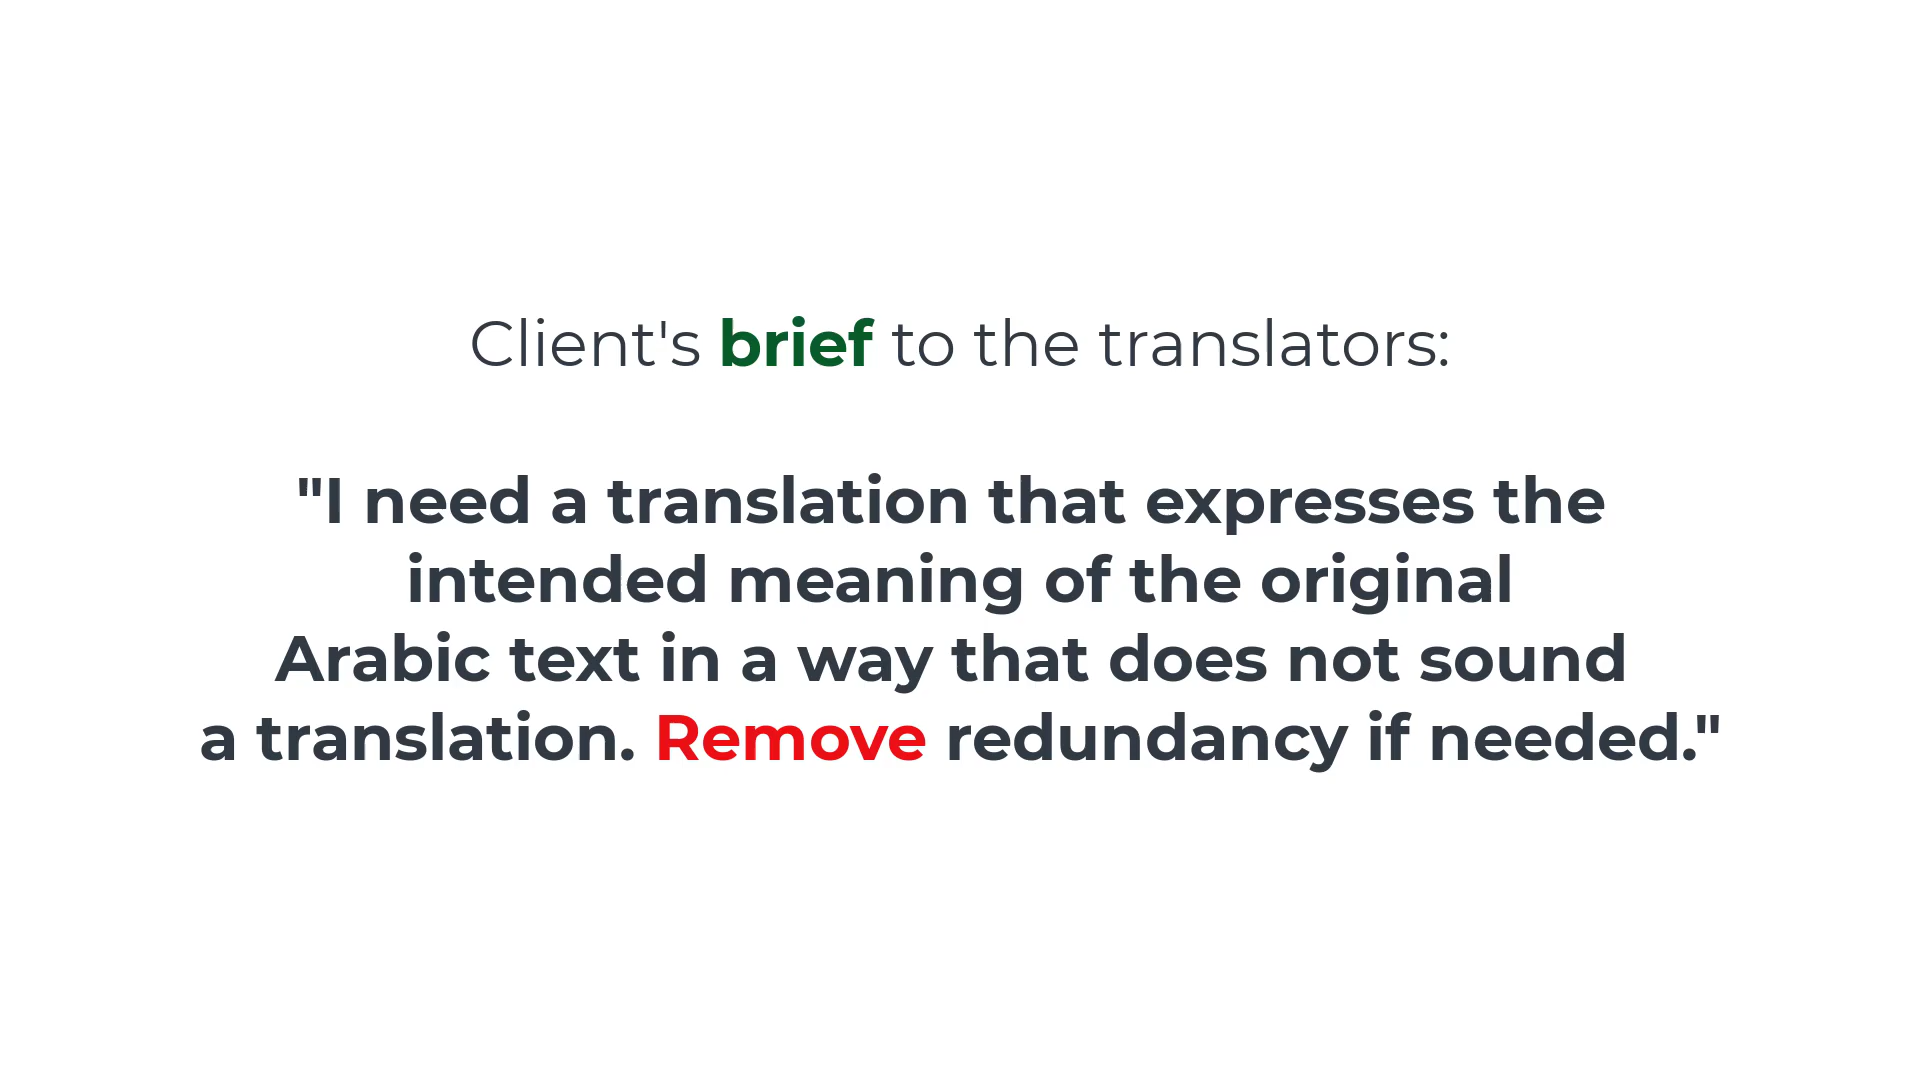 Client's brief to the translators:
"I need a translation that expresses the
intended meaning of the original
Arabic text in a way that does not sound
a translation. Remove redundancy if needed."